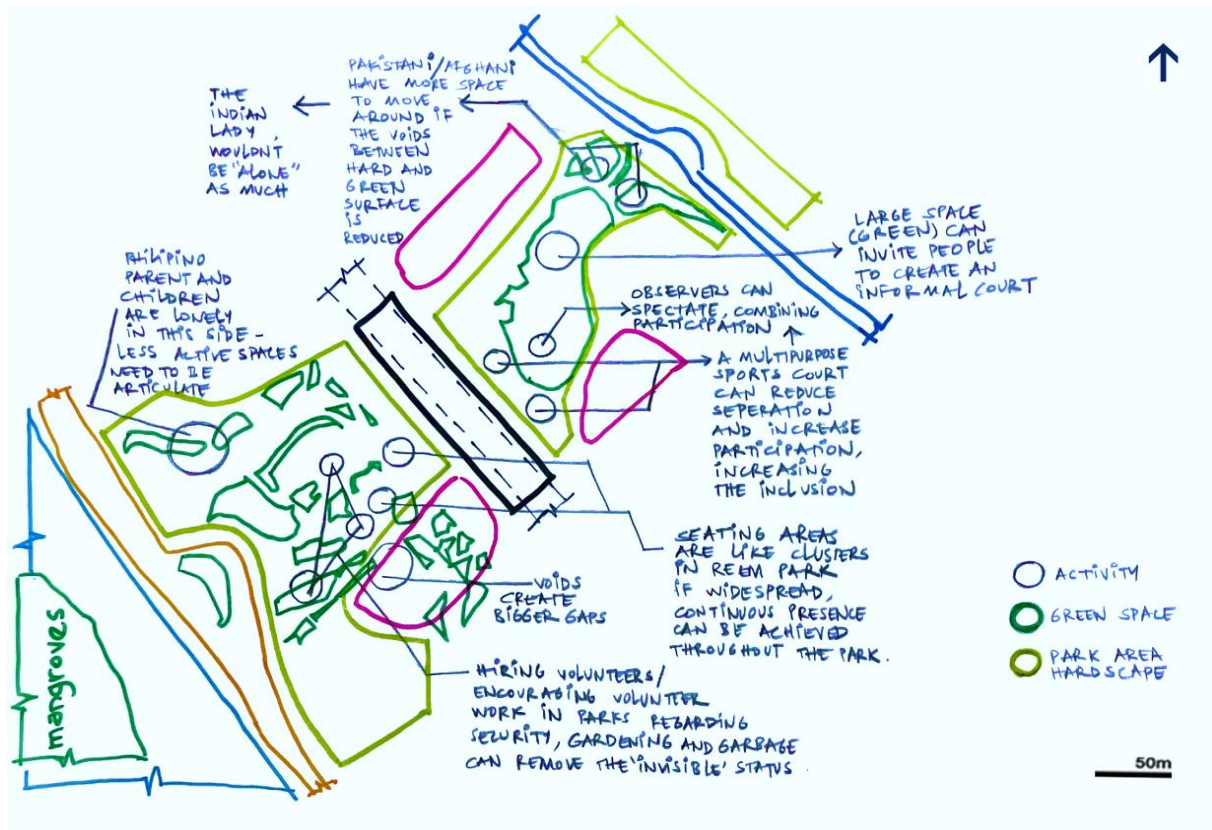 THE
INDIAN
LADY,
WOULDNT
BE "ALONE"
AS MUCH
PAKISTANI/AFGHANI
HAVE MORE SPACE
TO MOVE
AROUND IF
THE VOIDS
BETWEEN
HARD AND
GREEN
SURFACE
IS
REDUCED
LARGE SPACE
(GREEN) CAN
INVITE PEOPLE
TO CREATE AN
INFORMAL COURT
PHILIPINO
PARENT AND
CHILDREN
ARE LONELY
IN THIS SIDE -
LESS ACTIVE SPACES
NEED TO BE
ARTICULATE
OBSERVERS CAN
SPECTATE, COMBINING
PARTICIPATION
A MULTIPURPOSE
SPORTS COURT
CAN REDUCE
SEPERATION
AND INCREASE
PARTICIPATION,
INCREASING
THE INCLUSION
SEATING AREAS
ARE LIKE CLUSTERS
IN REEM PARK
IF WIDESPREAD,
CONTINUOUS PRESENCE
CAN BE ACHIEVED
THROUGHOUT THE PARK.
VOIDS
CREATE
BIGGER GAPS
HIRING VOLUNTEERS/
ENCOURAGING VOLUNTEER
WORK IN PARKS REGARDING
SECURITY, GARDENING AND GARBAGE
CAN REMOVE THE 'INVISIBLE' STATUS.
mangroves
ACTIVITY
GREEN SPACE
PARK AREA
HARDSCAPE
50m